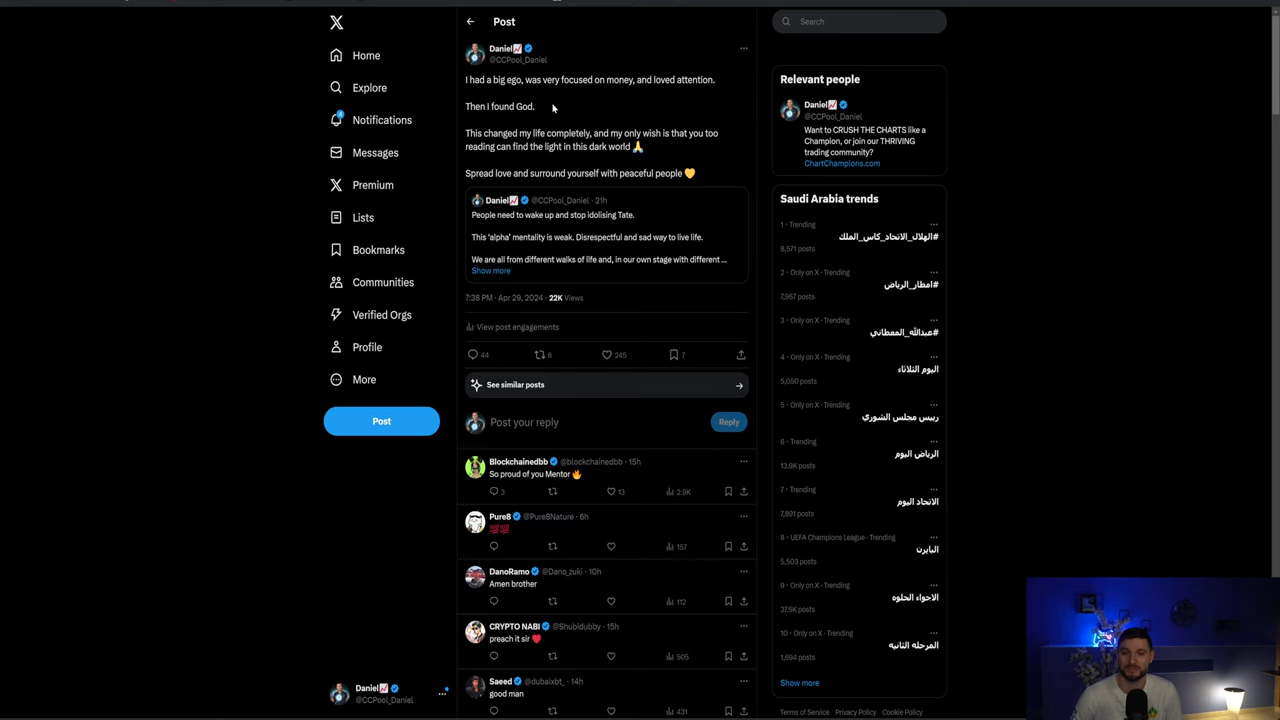 Home
Explore
4
Notifications
Messages
Premium
Lists
Bookmarks
Communities
Verified Orgs
Profile
More
Post
Daniel📈
@CCPool_Daniel
Post
Daniel📈
@CCPool_Daniel
I had a big ego, was very focused on money, and loved attention.
Then I found God.
This changed my life completely, and my only wish is that you too
reading can find the light in this dark world 🙏
Spread love and surround yourself with peaceful people 💛
Daniel📈 @CCPool_Daniel · 21h
People need to wake up and stop idolising Tate.
This 'alpha' mentality is weak. Disrespectful and sad way to live life.
We are all from different walks of life and, in our own stage with different ...
Show more
7:38 PM · Apr 29, 2024 · 22K Views
View post engagements
44 8 245 7
See similar posts
Post your reply
Reply
Blockchainedbb @blockchainedbb · 15h
So proud of you Mentor 🔥
3 13 2.9K
Pure8 @Pure8Nature · 6h
💯💯
157
DanoRamo @Dano_zuki · 10h
Amen brother
112
CRYPTO NABI @Shubidubby · 15h
preach it sir ❤️
505
Saeed @dubaixbt_ · 14h
good man
431
Search
Relevant people
Daniel📈
@CCPool_Daniel
Want to CRUSH THE CHARTS like a
Champion, or join our THRIVING
trading community?
ChartChampions.com
Saudi Arabia trends
1 · Trending
#الهلال_الاتحاد_كاس_الملك
8,571 posts
2 · Only on X · Trending
#امطار_الرياض
7,967 posts
3 · Only on X · Trending
#عبدالله_المعطاني
4 · Only on X · Trending
اليوم الثلاثاء
5,050 posts
5 · Only on X · Trending
رييس مجلس الشوري
6 · Trending
الرياض اليوم
13.9K posts
7 · Trending
الاتحاد اليوم
7,891 posts
8 · UEFA Champions League · Trending
البايرن
5,503 posts
9 · Only on X · Trending
الاجواء الحلوه
37.5K posts
10 · Only on X · Trending
المرحله الثانيه
1,694 posts
Show more
Terms of Service Privacy Policy Cookie Policy